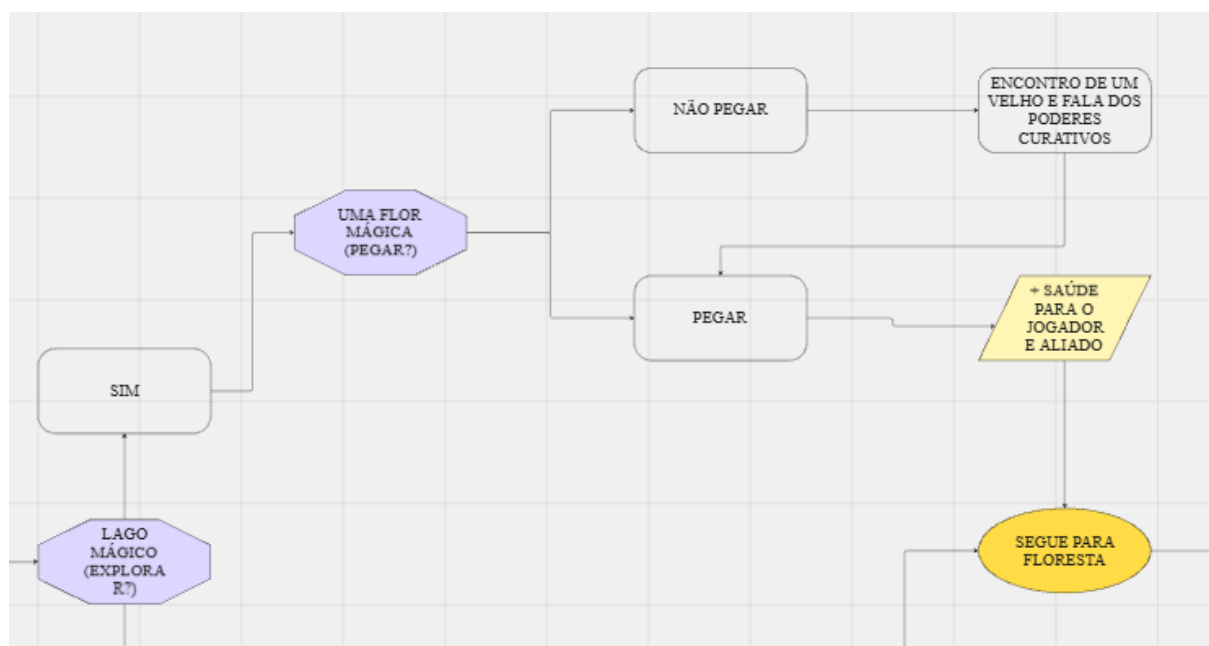 NÃO PEGAR
ENCONTRO DE UM
VELHO E FALA DOS
PODERES
CURATIVOS
UMA FLOR
MÁGICA
(PEGAR?)
PEGAR
+ SAÚDE
PARA O
JOGADOR
E ALIADO
SIM
LAGO
MÁGICO
(EXPLORA
R?)
SEGUE PARA
FLORESTA